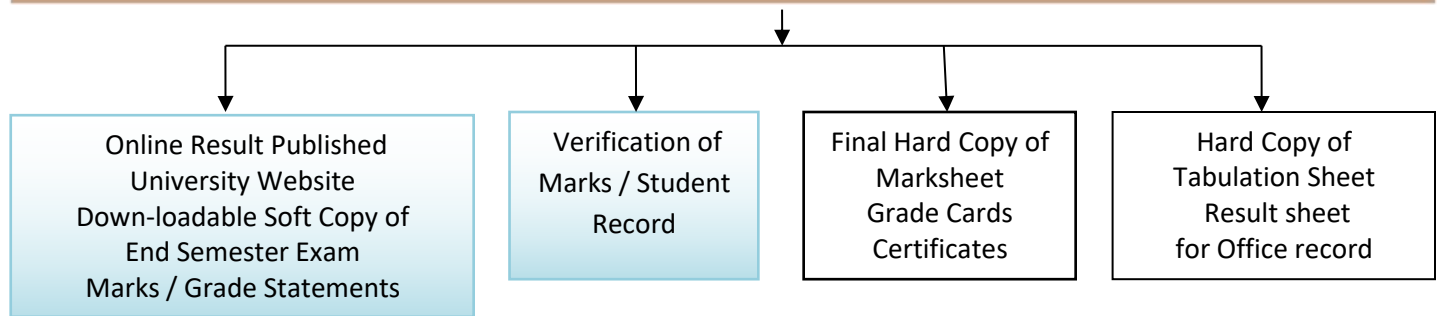 Online Result Published
University Website
Down-loadable Soft Copy of
End Semester Exam
Marks / Grade Statements
Verification of
Marks / Student
Record
Final Hard Copy of
Marksheet
Grade Cards
Certificates
Hard Copy of
Tabulation Sheet
Result sheet
for Office record